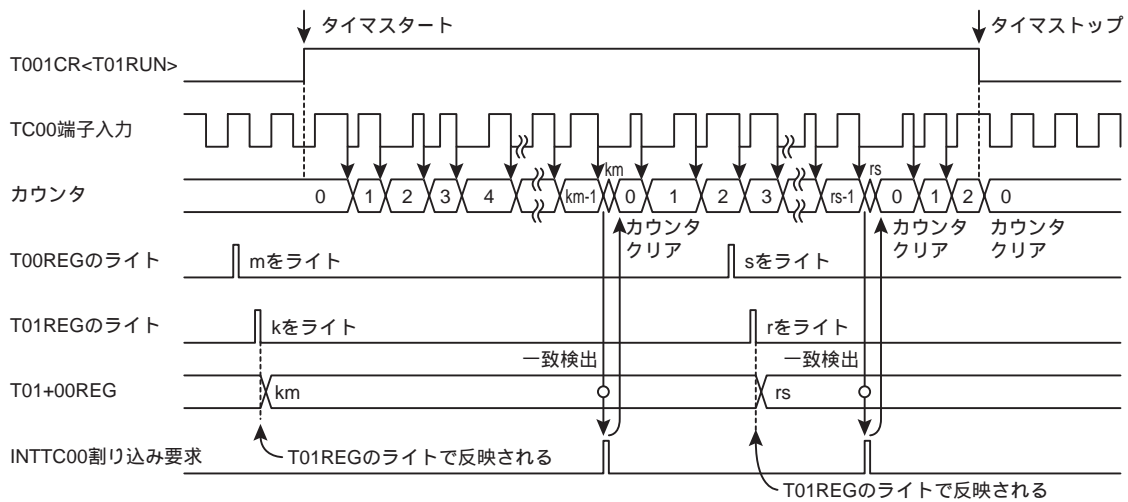 タイマスタート
タイマストップ
T001CR<T01RUN>
TC00端子入力
カウンタ
0 1 2 3 4 km-1 km 0 1 2 3 rs-1 rs 0 1 2 0
カウンタ
クリア
カウンタ
クリア
カウンタ
クリア
T00REGのライト
mをライト
sをライト
T01REGのライト
kをライト
rをライト
一致検出
一致検出
T01+00REG
km
rs
INTTC00割り込み要求
T01REGのライトで反映される
T01REGのライトで反映される